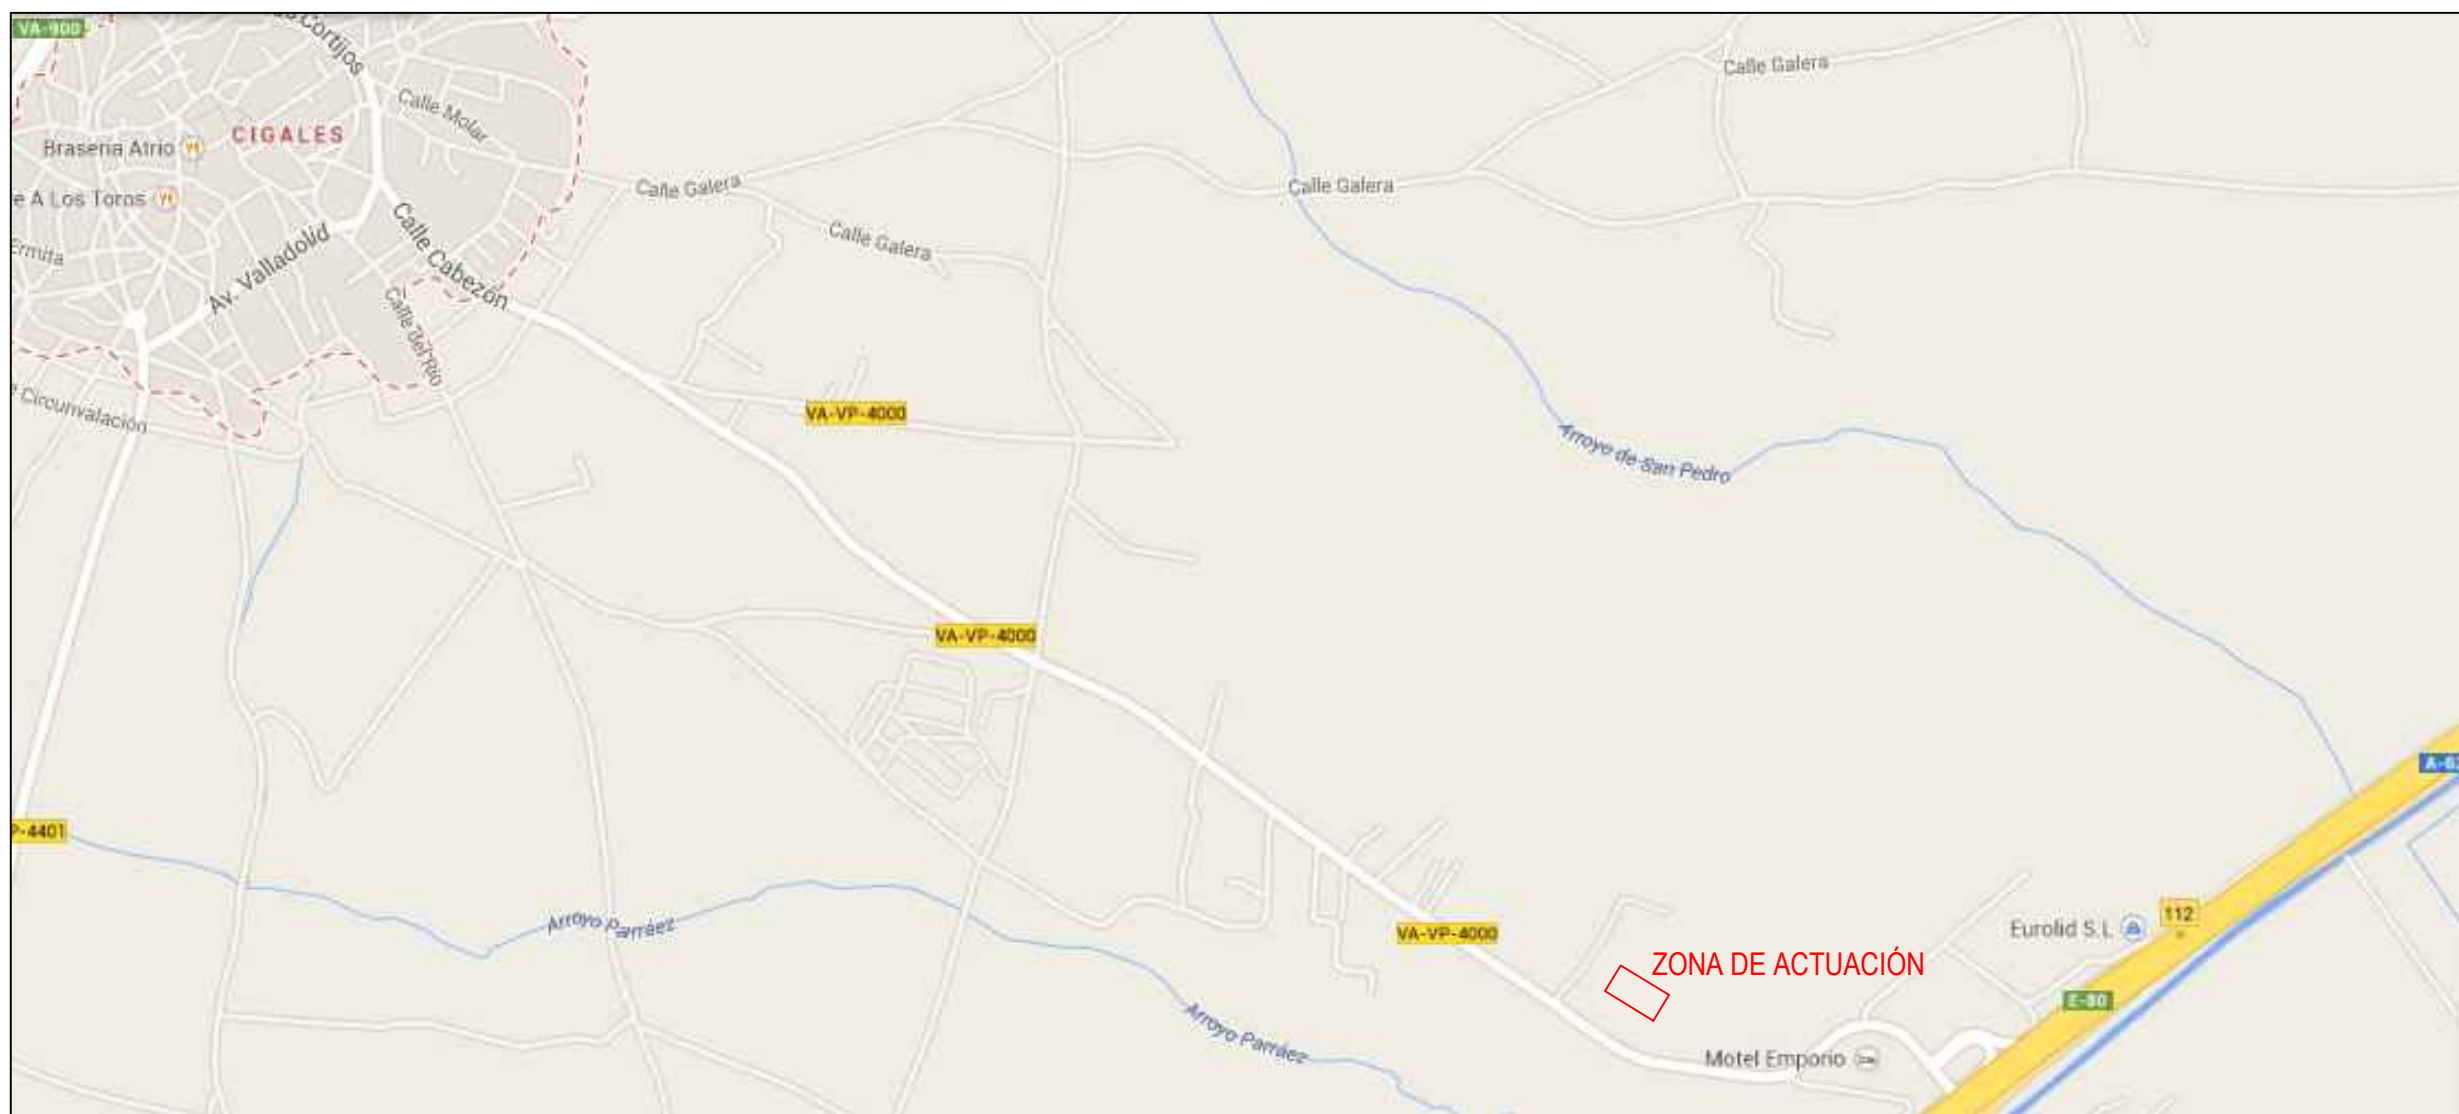 VA-900
Cortijos
Calle Galera
Calle Molar
CIGALES
Braseria Atrio
Calle Galera
Calle Galera
e A Los Toros
Calle Cabezón
Calle Galera
Ermita
Av. Valladolid
Calle del Río
Circunvalación
VA-VP-4000
Arroyo de San Pedro
VA-VP-4000
A-62
P-4401
Arroyo Parráez
VA-VP-4000
Eurolid S.L
112
ZONA DE ACTUACIÓN
E-80
Arroyo Parráez
Motel Emporio